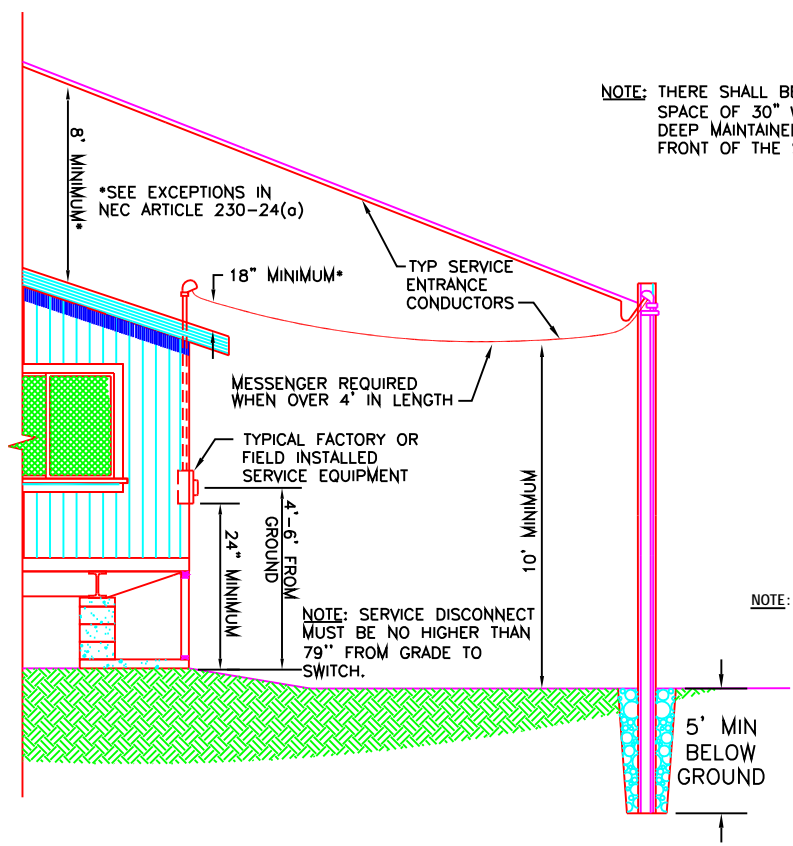 NOTE: THERE SHALL BE
SPACE OF 30"
DEEP MAINTAINED
FRONT OF THE
8' MINIMUM*
*SEE EXCEPTIONS IN
NEC ARTICLE 230-24(a)
18" MINIMUM*
TYP SERVICE
ENTRANCE
CONDUCTORS
MESSENGER REQUIRED
WHEN OVER 4' IN LENGTH
TYPICAL FACTORY OR
FIELD INSTALLED
SERVICE EQUIPMENT
24" MINIMUM
4'-6' FROM
GROUND
10' MINIMUM
NOTE: SERVICE DISCONNECT
MUST BE NO HIGHER THAN
79" FROM GRADE TO
SWITCH.
NOTE:
5' MIN
BELOW
GROUND